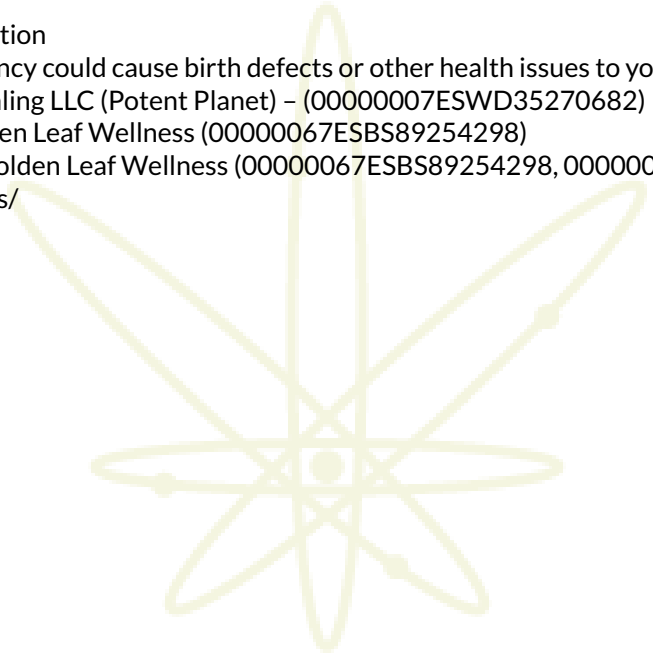 tion
ncy could cause birth defects or other health issues to yo
ling LLC (Potent Planet) – (00000007ESWD35270682)
en Leaf Wellness (00000067ESBS89254298)
olden Leaf Wellness (00000067ESBS89254298, 000000
s/